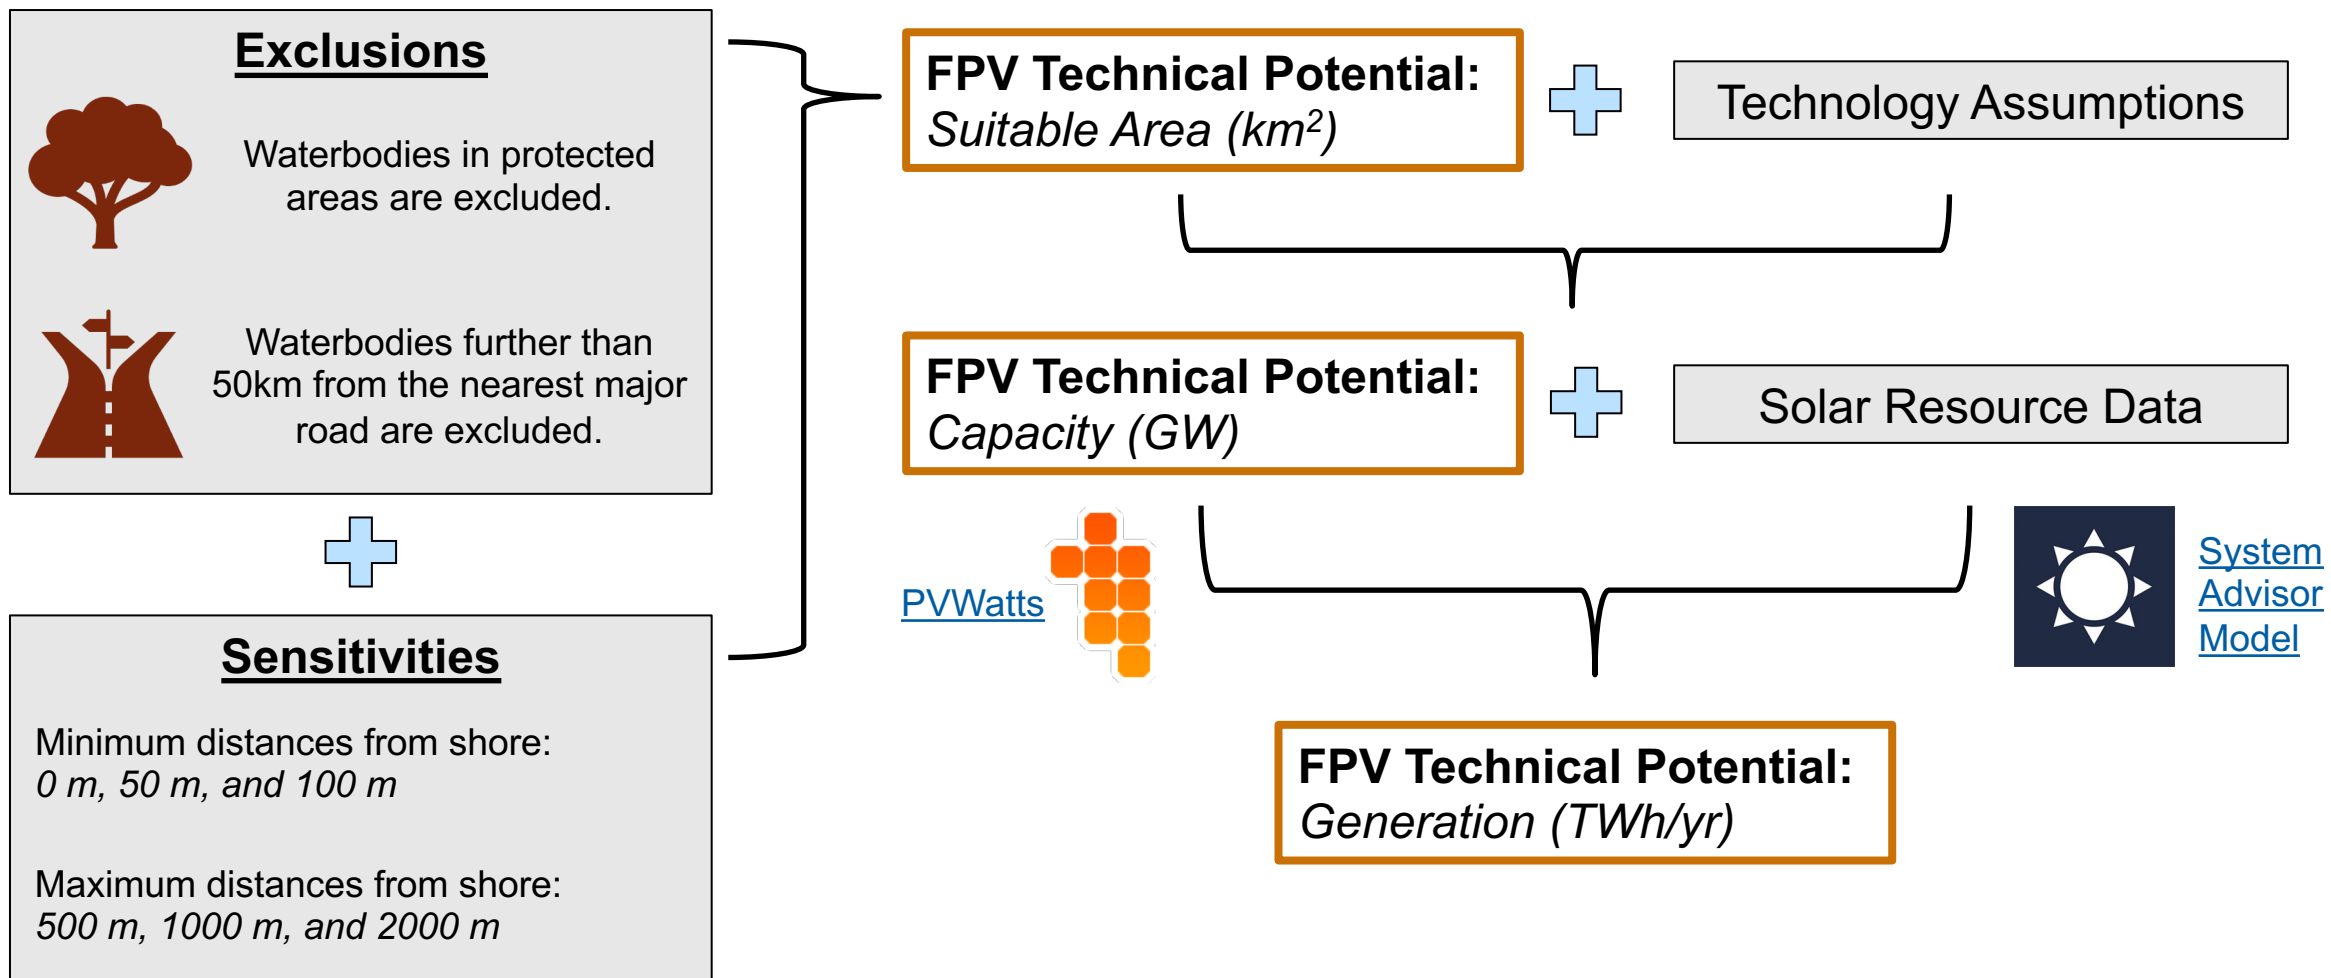 Exclusions
Waterbodies in protected
areas are excluded.
Waterbodies further than
50km from the nearest major
road are excluded.
Sensitivities
Minimum distances from shore:
0 m, 50 m, and 100 m
Maximum distances from shore:
500 m, 1000 m, and 2000 m
FPV Technical Potential:
Suitable Area (km²)
Technology Assumptions
FPV Technical Potential:
Capacity (GW)
Solar Resource Data
PVWatts
System
Advisor
Model
FPV Technical Potential:
Generation (TWh/yr)